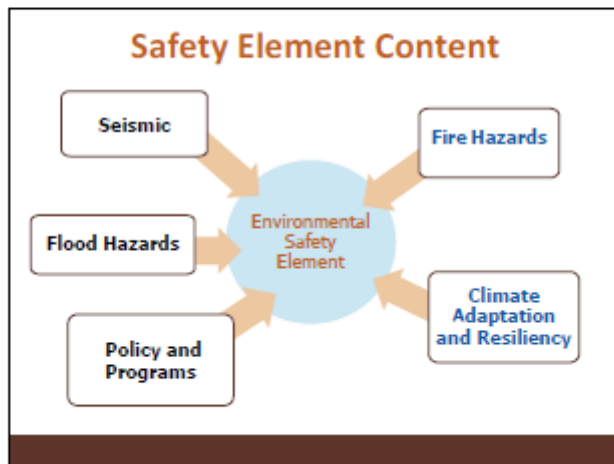 Safety Element Content
Seismic
Fire Hazards
Environmental
Safety
Element
Flood Hazards
Climate
Adaptation
and Resiliency
Policy and
Programs